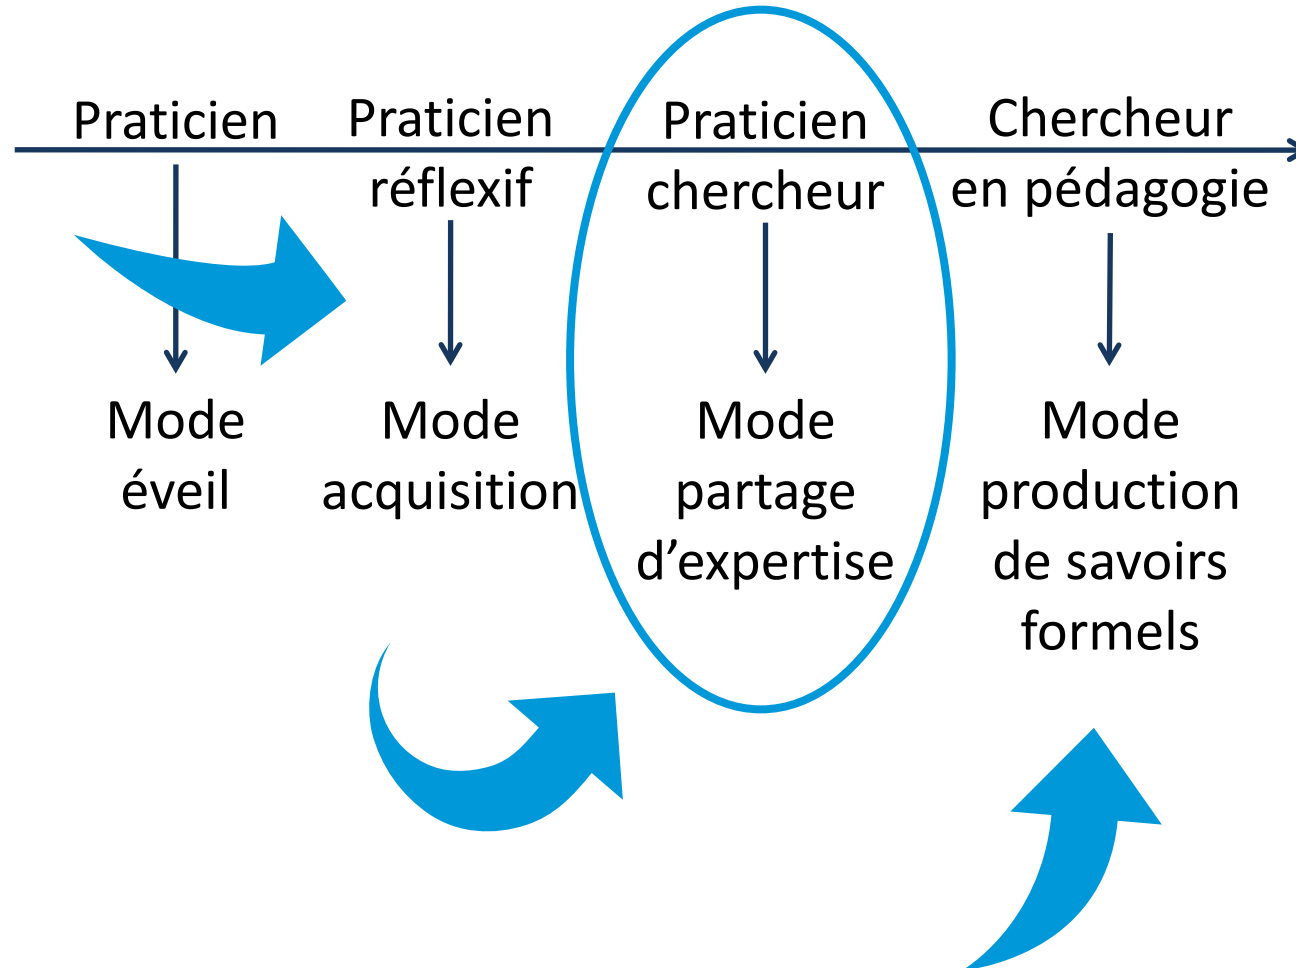 Praticien
Praticien
réflexif
Praticien
chercheur
Chercheur
en pédagogie
Mode
éveil
Mode
acquisition
Mode
partage
d’expertise
Mode
production
de savoirs
formels